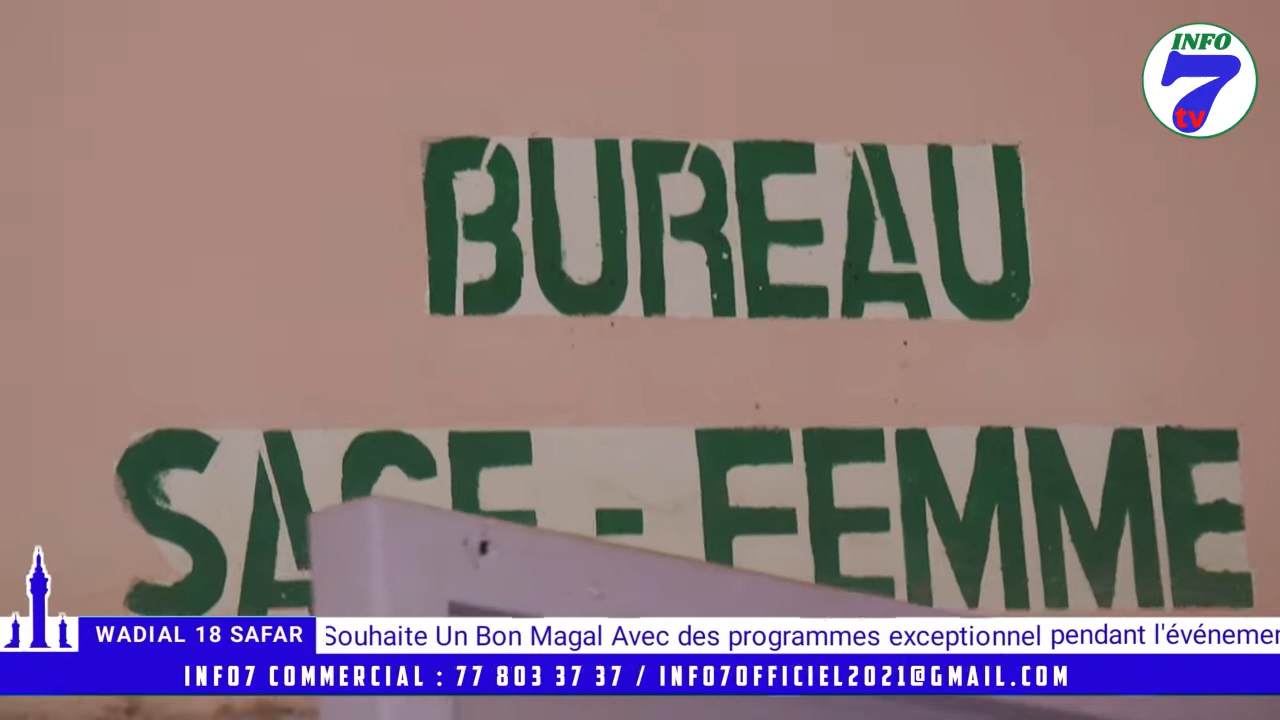 INFO
7
tv
BUREAU
SAGE - FEMME
WADIAL 18 SAFAR
Souhaite Un Bon Magal Avec des programmes exceptionnel pendant l'événemen
INFO7 COMMERCIAL : 77 803 37 37 / INFO7OFFICIEL2021@GMAIL.COM